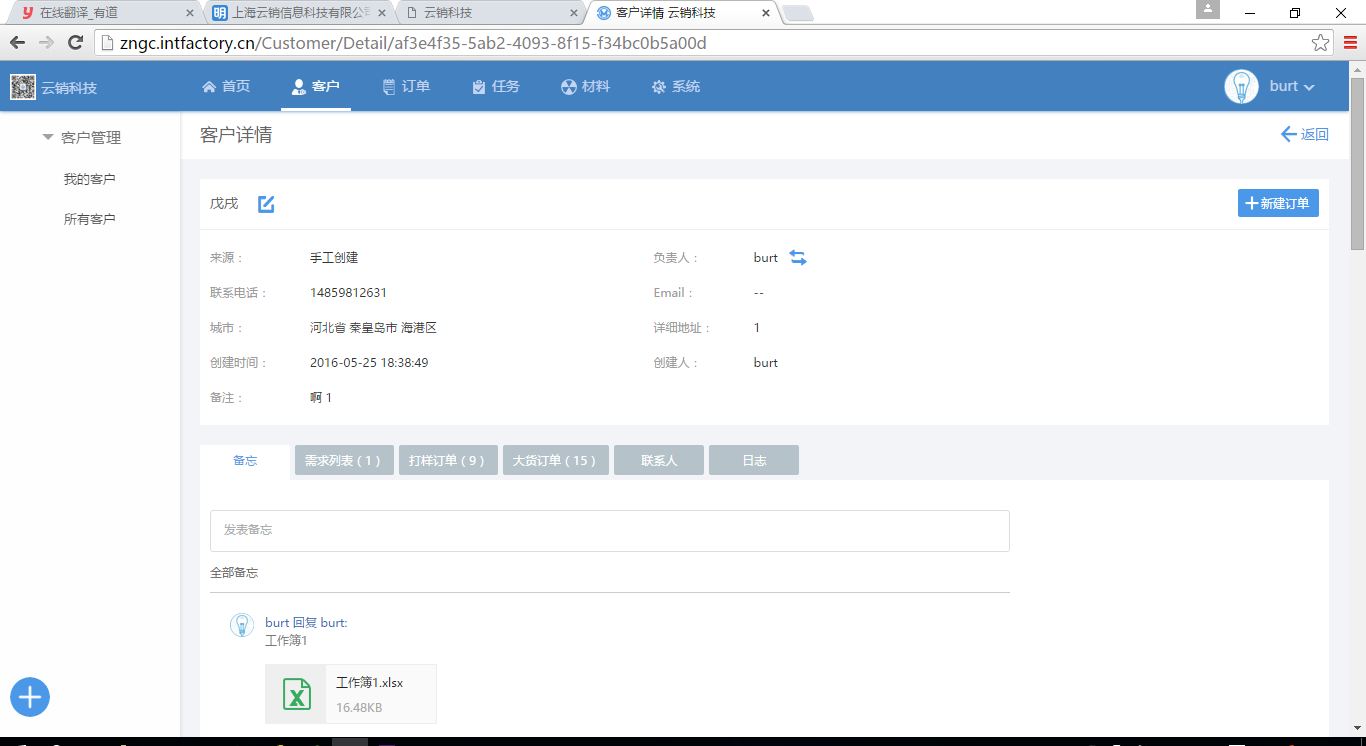 在线翻译_有道
上海云销信息科技有限公司
云销科技
客户详情 云销科技
zngc.intfactory.cn/Customer/Detail/af3e4f35-5ab2-4093-8f15-f34bc0b5a00d
云销科技 首页 客户 订单 任务 材料 系统 burt
客户管理
我的客户
所有客户
客户详情 返回
戊戌 新建订单
来源： 手工创建 负责人： burt
联系电话： 14859812631 Email： --
城市： 河北省 秦皇岛市 海港区 详细地址： 1
创建时间： 2016-05-25 18:38:49 创建人： burt
备注： 啊 1
备忘 需求列表（1） 打样订单（9） 大货订单（15） 联系人 日志
发表备忘
全部备忘
burt 回复 burt:
工作簿1
工作簿1.xlsx
16.48KB